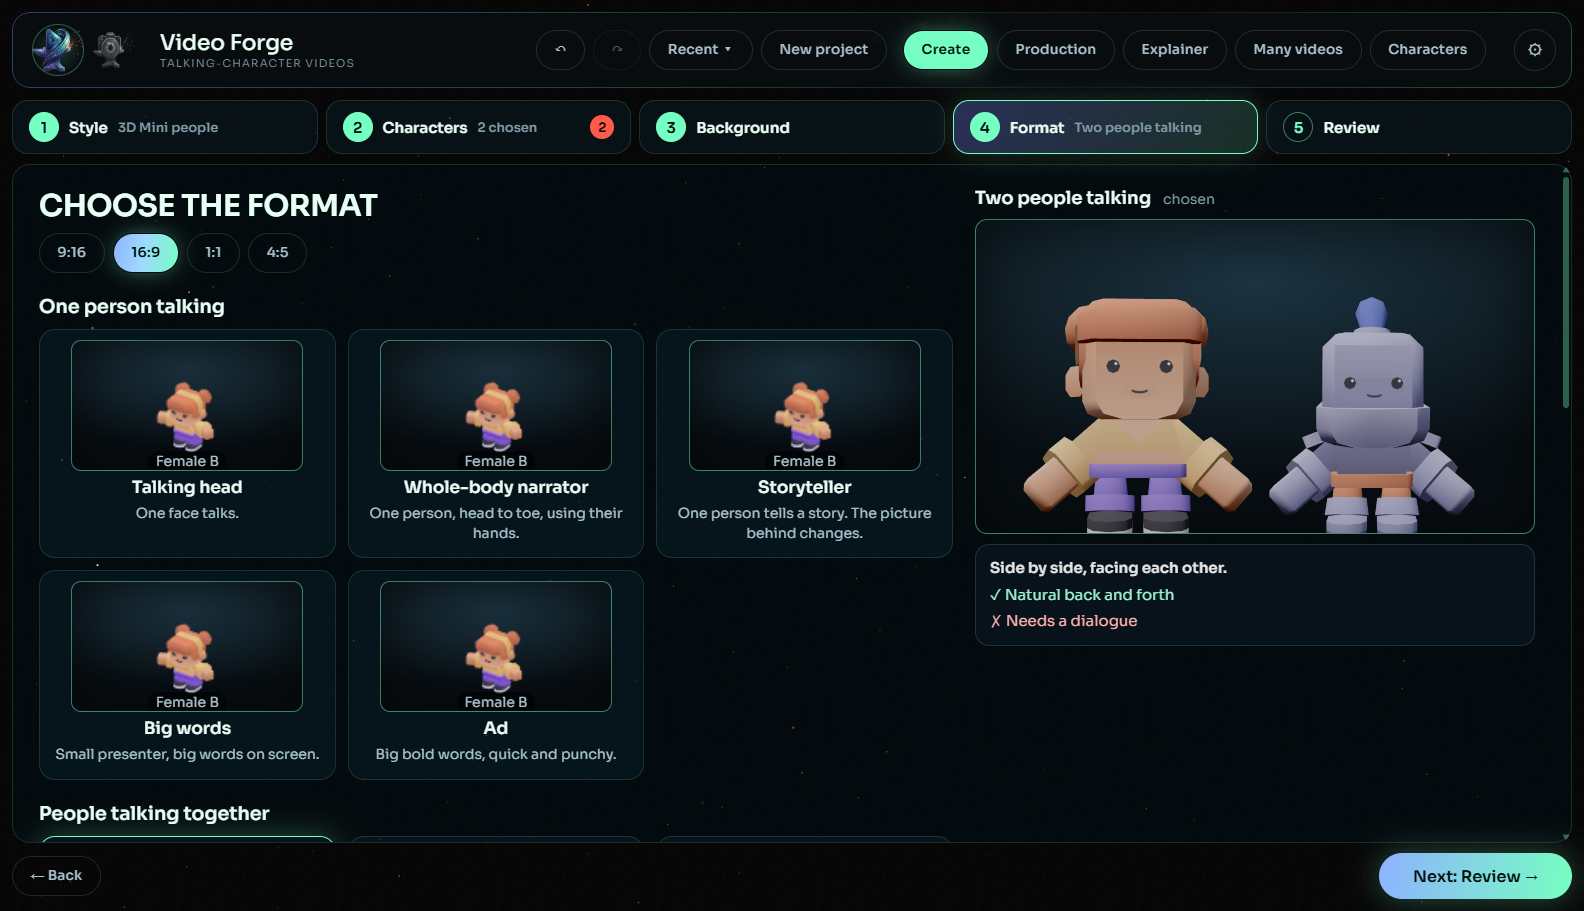 Video Forge
TALKING-CHARACTER VIDEOS
Recent
New project
Create
Production
Explainer
Many videos
Characters
1 Style 3D Mini people
2 Characters 2 chosen 2
3 Background
4 Format Two people talking
5 Review
CHOOSE THE FORMAT
9:16
16:9
1:1
4:5
One person talking
Female B
Talking head
One face talks.
Female B
Whole-body narrator
One person, head to toe, using their
hands.
Female B
Storyteller
One person tells a story. The picture
behind changes.
Female B
Big words
Small presenter, big words on screen.
Female B
Ad
Big bold words, quick and punchy.
People talking together
Two people talking chosen
Side by side, facing each other.
✓ Natural back and forth
✗ Needs a dialogue
← Back
Next: Review →